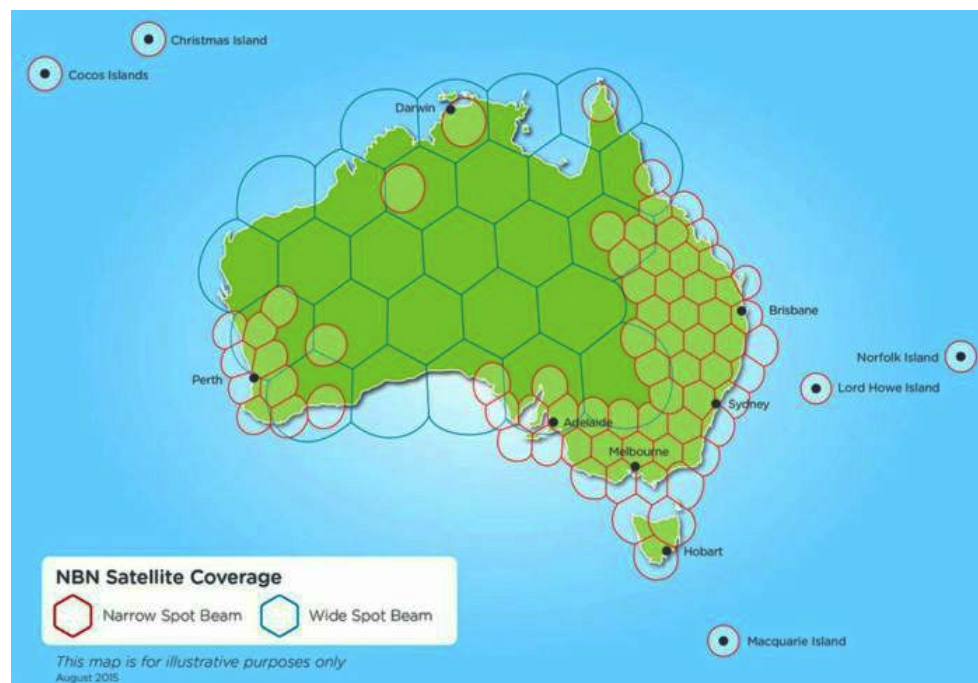 Christmas Island
Cocos Islands
Darwin
Brisbane
Norfolk Island
Perth
Lord Howe Island
Sydney
Adelaide
Melbourne
Hobart
NBN Satellite Coverage
Narrow Spot Beam
Wide Spot Beam
Macquarie Island
This map is for illustrative purposes only
August 2015